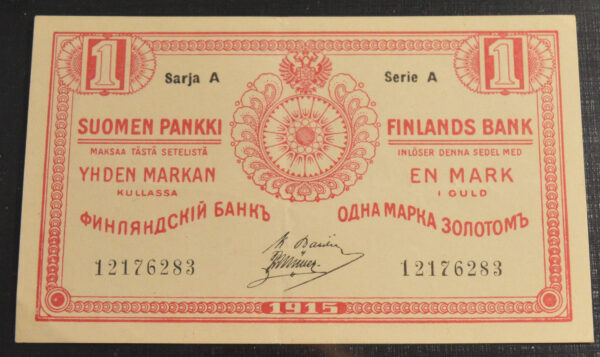 1 1
Sarja A Serie A
SUOMEN PANKKI FINLANDS BANK
MAKSAA TÄSTÄ SETELISTÄ INLÖSER DENNA SEDEL MED
YHDEN MARKAN EN MARK
KULLASSA I GULD
ФИНЛЯНДСКІЙ БАНКЪ ОДНА МАРКА ЗОЛОТОМЪ
12176283 12176283
1915